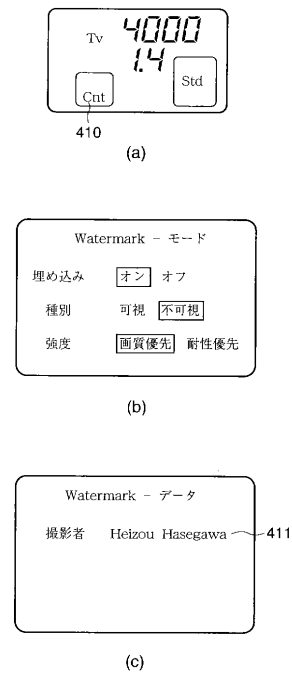 Tv 4000
1.4
Cnt
Std
410
(a)
Watermark - モード
埋め込み オン オフ
種別 可視 不可視
強度 画質優先 耐性優先
(b)
Watermark - データ
撮影者 Heizou Hasegawa 411
(c)